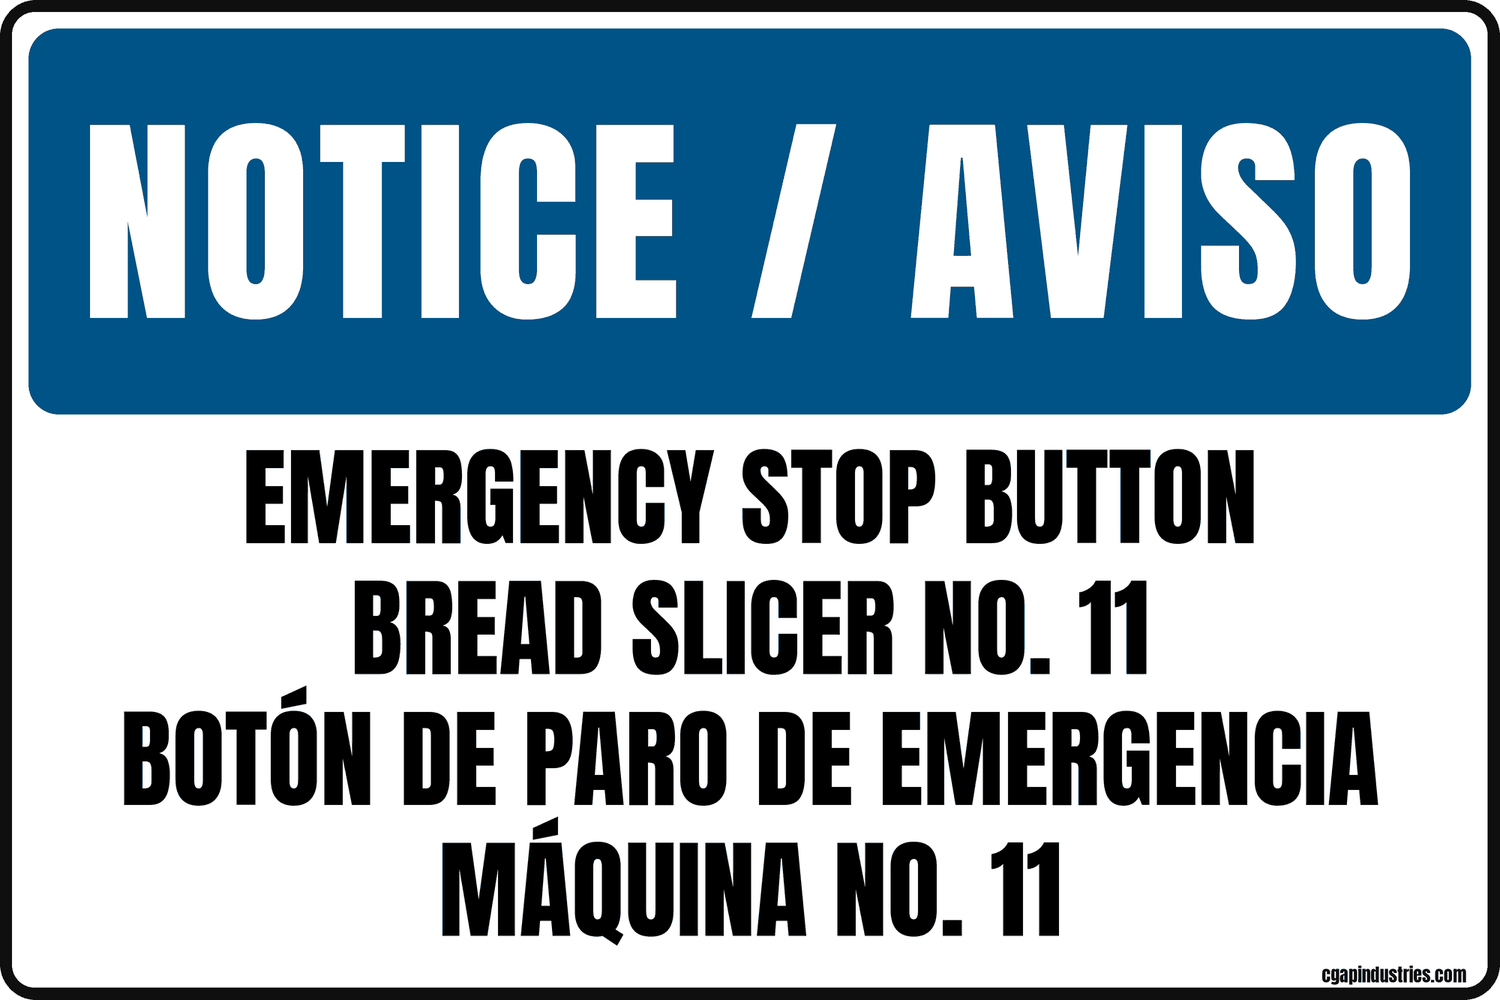 NOTICE / AVISO
EMERGENCY STOP BUTTON
BREAD SLICER NO. 11
BOTÓN DE PARO DE EMERGENCIA
MÁQUINA NO. 11
cgapindustries.com